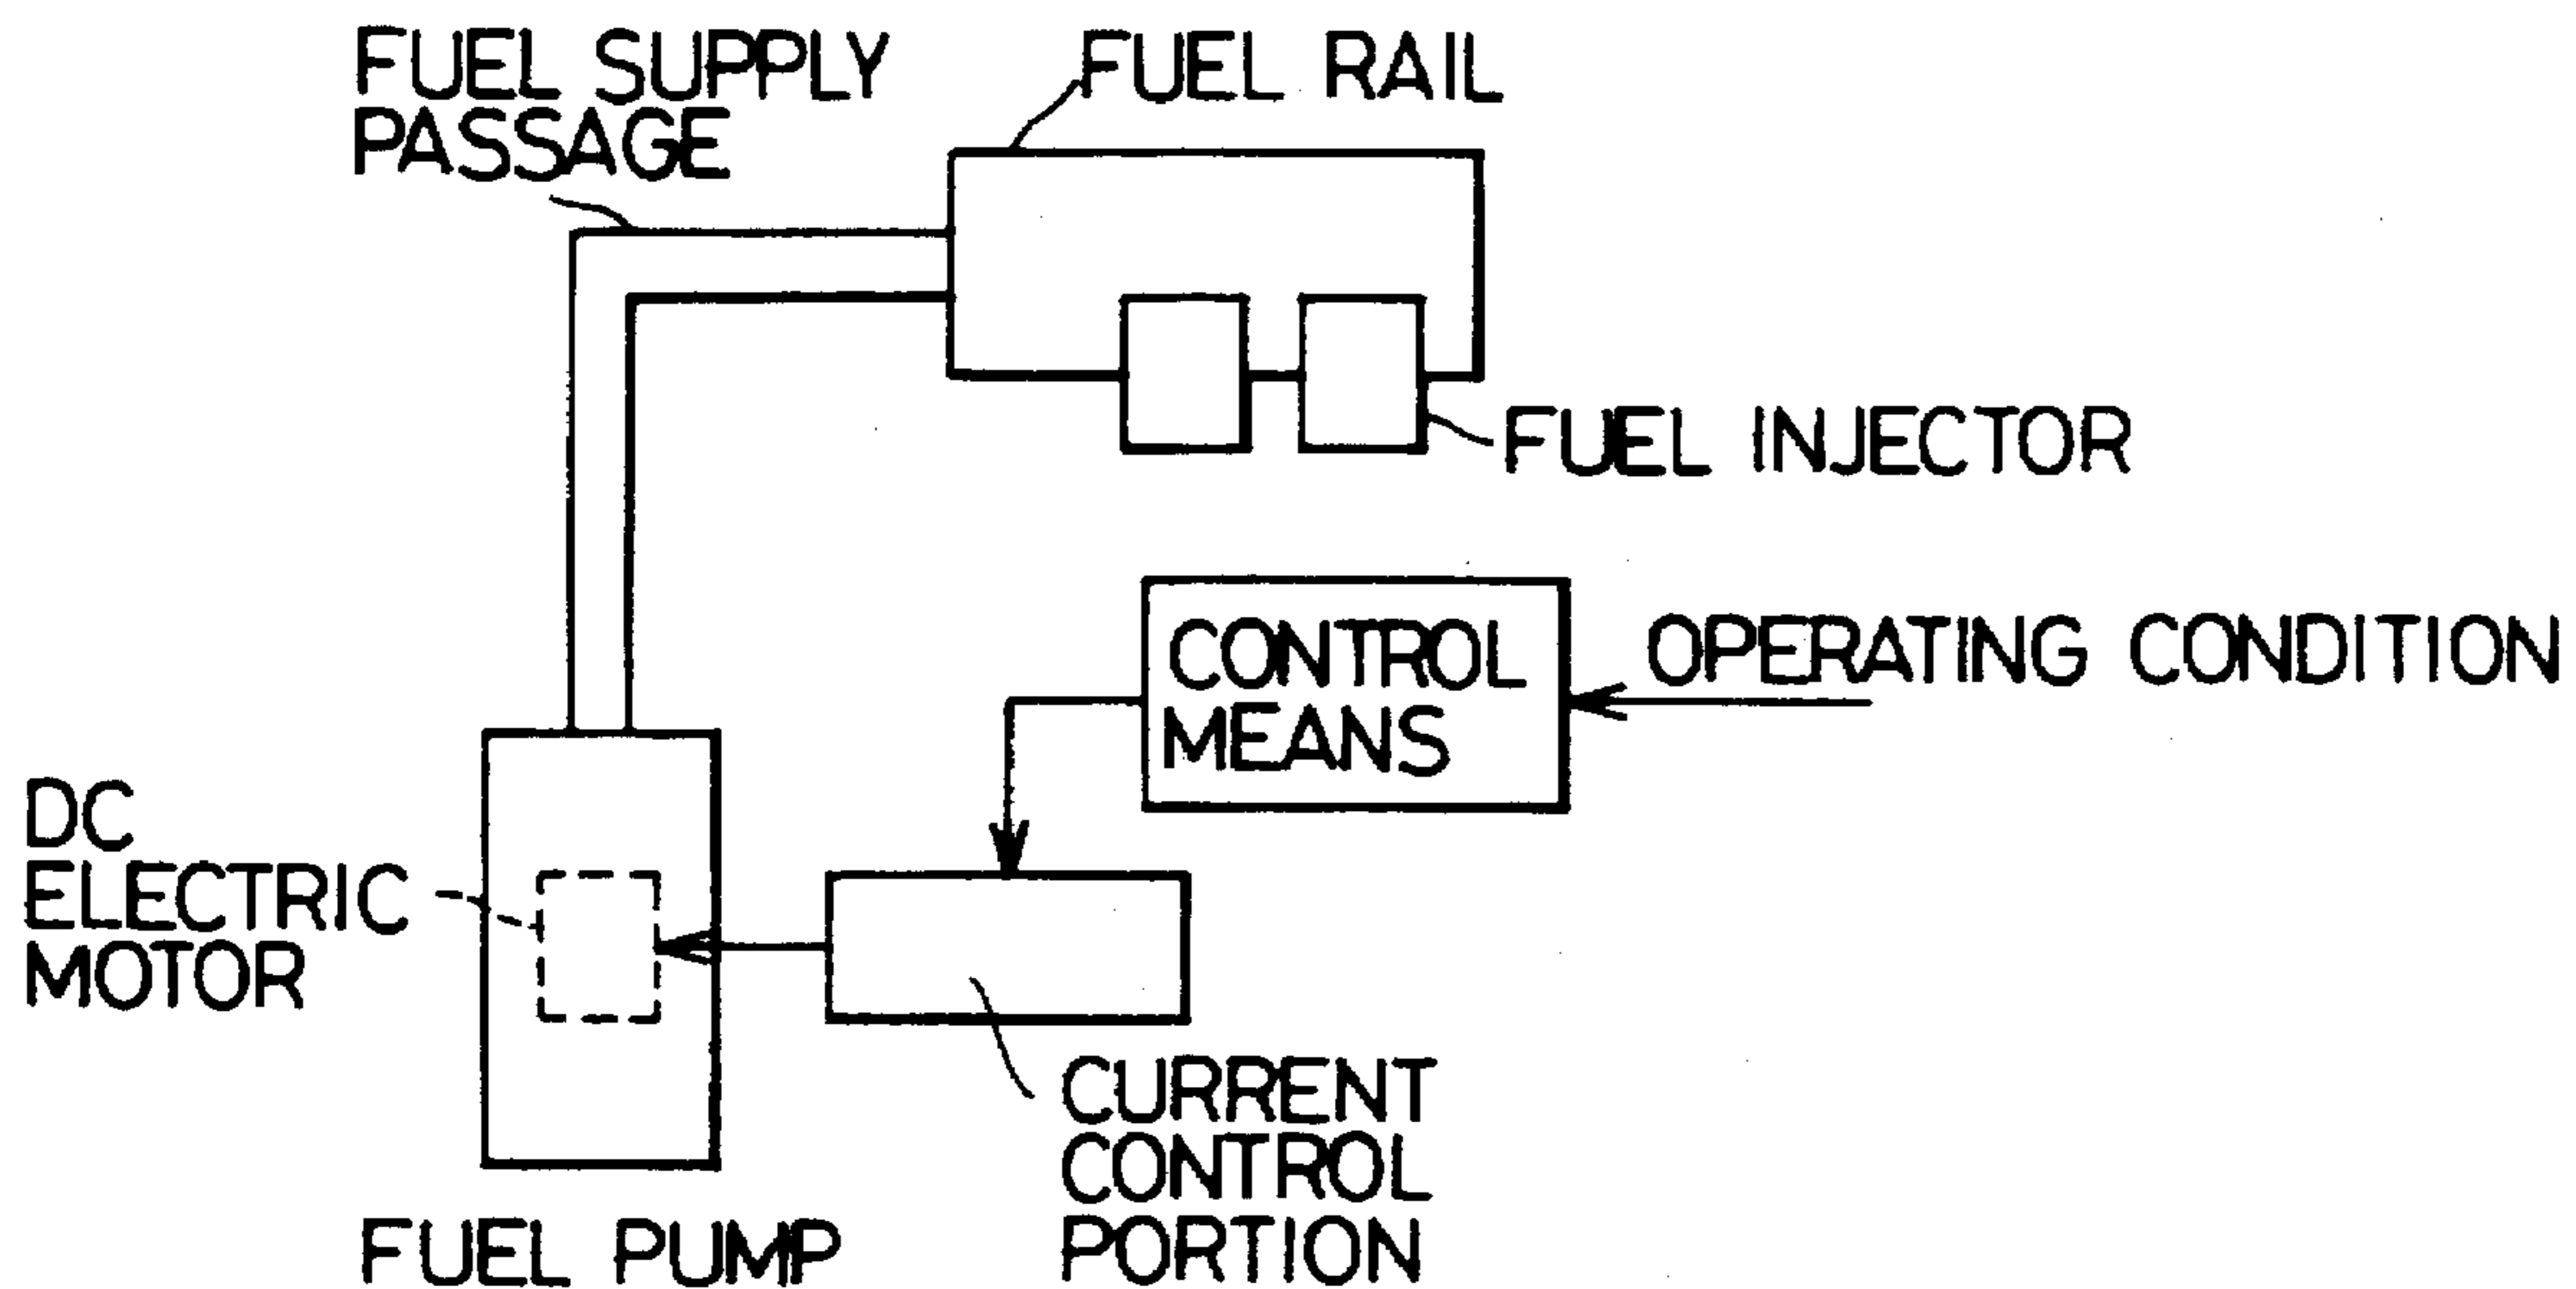 FUEL SUPPLY
PASSAGE
FUEL RAIL
FUEL INJECTOR
CONTROL
MEANS
OPERATING CONDITION
DC
ELECTRIC
MOTOR
CURRENT
CONTROL
PORTION
FUEL PUMP